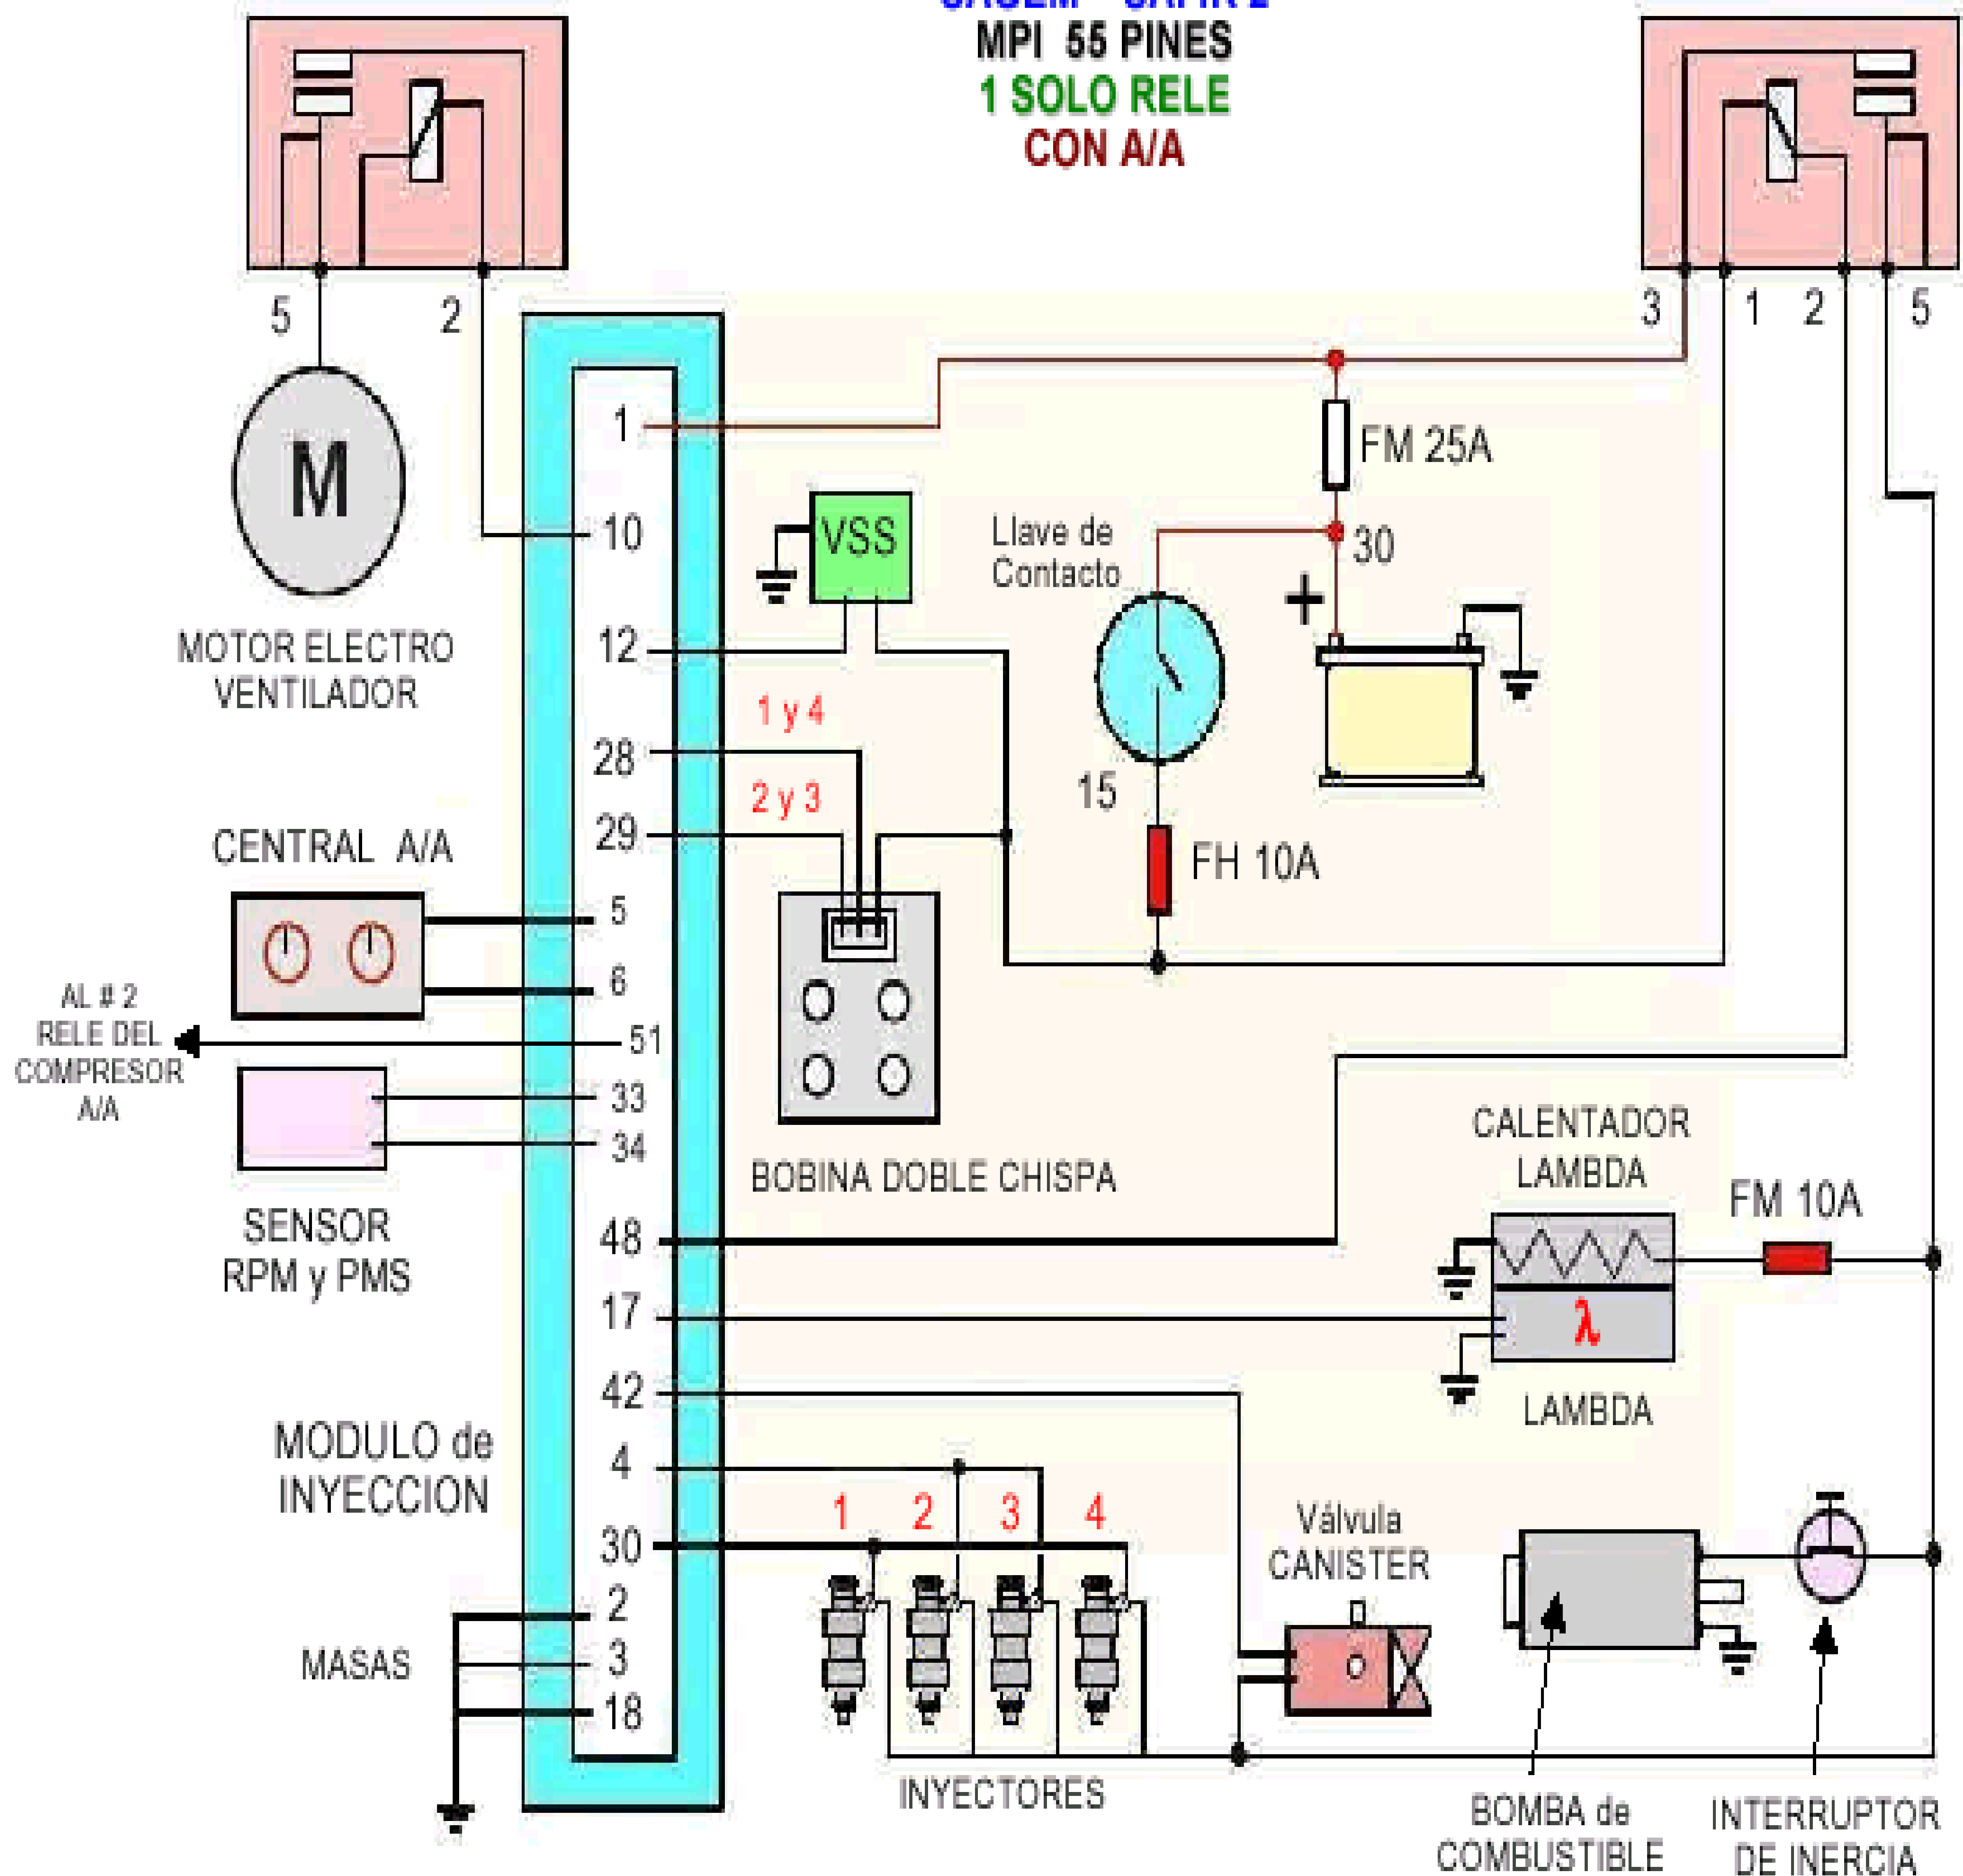 MPI 55 PINES
1 SOLO RELE
CON A/A
5
2
3
1
2
5
1
10
12
28
29
5
6
51
33
34
48
17
42
4
30
2
3
18
M
MOTOR ELECTRO
VENTILADOR
VSS
1 y 4
2 y 3
Llave de
Contacto
FM 25A
30
+
15
FH 10A
CENTRAL A/A
AL # 2
RELE DEL
COMPRESOR
A/A
SENSOR
RPM y PMS
BOBINA DOBLE CHISPA
CALENTADOR
LAMBDA
FM 10A
λ
LAMBDA
MODULO de
INYECCION
MASAS
1 2 3 4
INYECTORES
Válvula
CANISTER
BOMBA de
COMBUSTIBLE
INTERRUPTOR
DE INERCIA